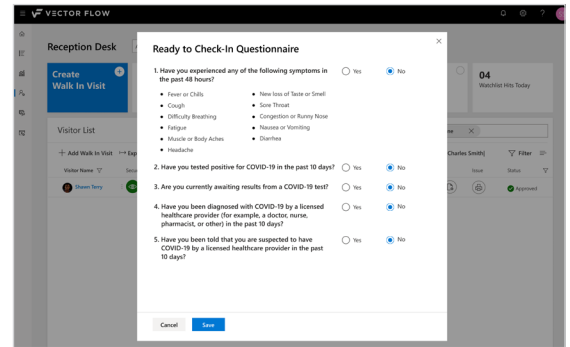 VECTOR FLOW
Reception Desk
Create
Walk In Visit
04
Watchlist Hits Today
Visitor List
+ Add Walk In Visit
Exp
Charles Smith|
Filter
Visitor Name
Secu
Issue
Status
Shawn Terry
Approved
Ready to Check-In Questionnaire
1. Have you experienced any of the following symptoms in
the past 48 hours?
Yes
No
• Fever or Chills
• Cough
• Difficulty Breathing
• Fatigue
• Muscle or Body Aches
• Headache
• New loss of Taste or Smell
• Sore Throat
• Congestion or Runny Nose
• Nausea or Vomiting
• Diarrhea
2. Have you tested positive for COVID-19 in the past 10 days?
Yes
No
3. Are you currently awaiting results from a COVID-19 test?
Yes
No
4. Have you been diagnosed with COVID-19 by a licensed
healthcare provider (for example, a doctor, nurse,
pharmacist, or other) in the past 10 days?
Yes
No
5. Have you been told that you are suspected to have
COVID-19 by a licensed healthcare provider in the past
10 days?
Yes
No
Cancel
Save